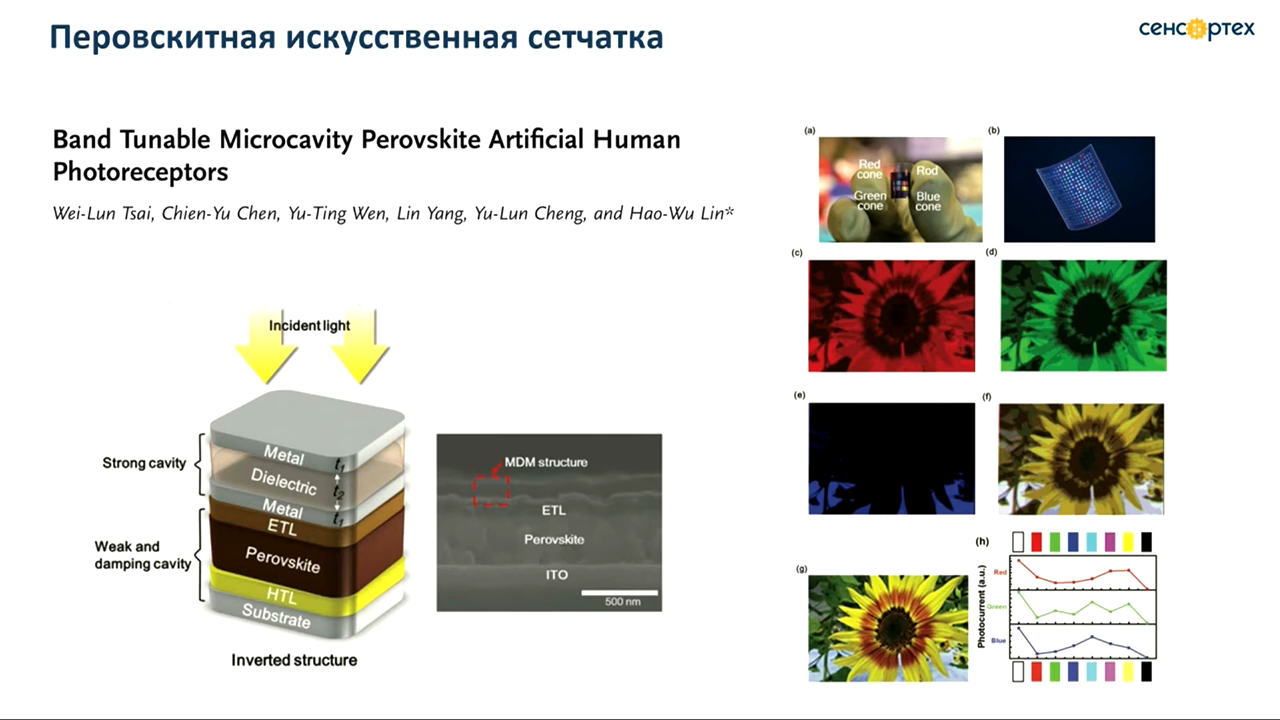 Перовскитная искусственная сетчатка
сенсортех
Band Tunable Microcavity Perovskite Artificial Human
Photoreceptors
Wei-Lun Tsai, Chien-Yu Chen, Yu-Ting Wen, Lin Yang, Yu-Lun Cheng, and Hao-Wu Lin*
Incident light
Strong cavity
Metal t1
Dielectric t2
Metal t1
Weak and
damping cavity
ETL
Perovskite
HTL
Substrate
Inverted structure
MDM structure
ETL
Perovskite
ITO
500 nm
(a)
Red
cone
Rod
Green
cone
Blue
cone
(b)
(c)
(d)
(e)
(f)
(g)
(h)
Photocurrent (a.u.)
Red
Green
Blue